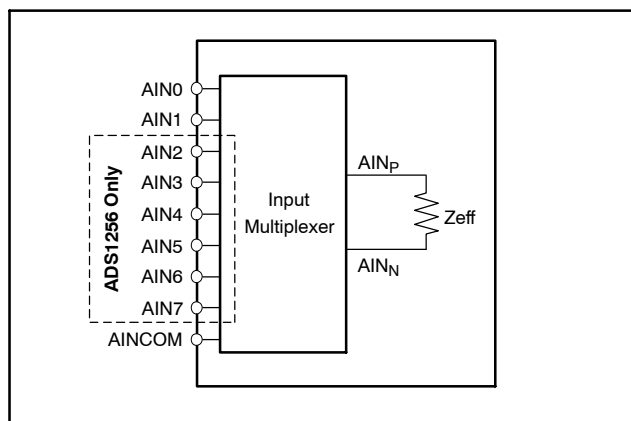 AIN0
AIN1
AIN2
AIN3
AIN4
AIN5
AIN6
AIN7
AINCOM
ADS1256 Only
Input
Multiplexer
AINP
AINN
Zeff